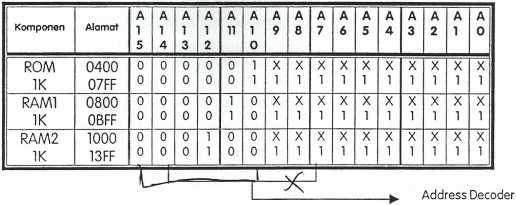 Komponen Alamat A15 A14 A13 A12 A11 A10 A9 A8 A7 A6 A5 A4 A3 A2 A1 A0
ROM 0400 0 0 0 0 0 1 X X X X X X X X X X
1K 07FF 0 0 0 0 0 1 1 1 1 1 1 1 1 1 1 1
RAM1 0800 0 0 0 0 1 0 X X X X X X X X X X
1K 0BFF 0 0 0 0 1 0 1 1 1 1 1 1 1 1 1 1
RAM2 1000 0 0 0 1 0 0 X X X X X X X X X X
1K 13FF 0 0 0 1 0 0 1 1 1 1 1 1 1 1 1 1
X
Address Decoder